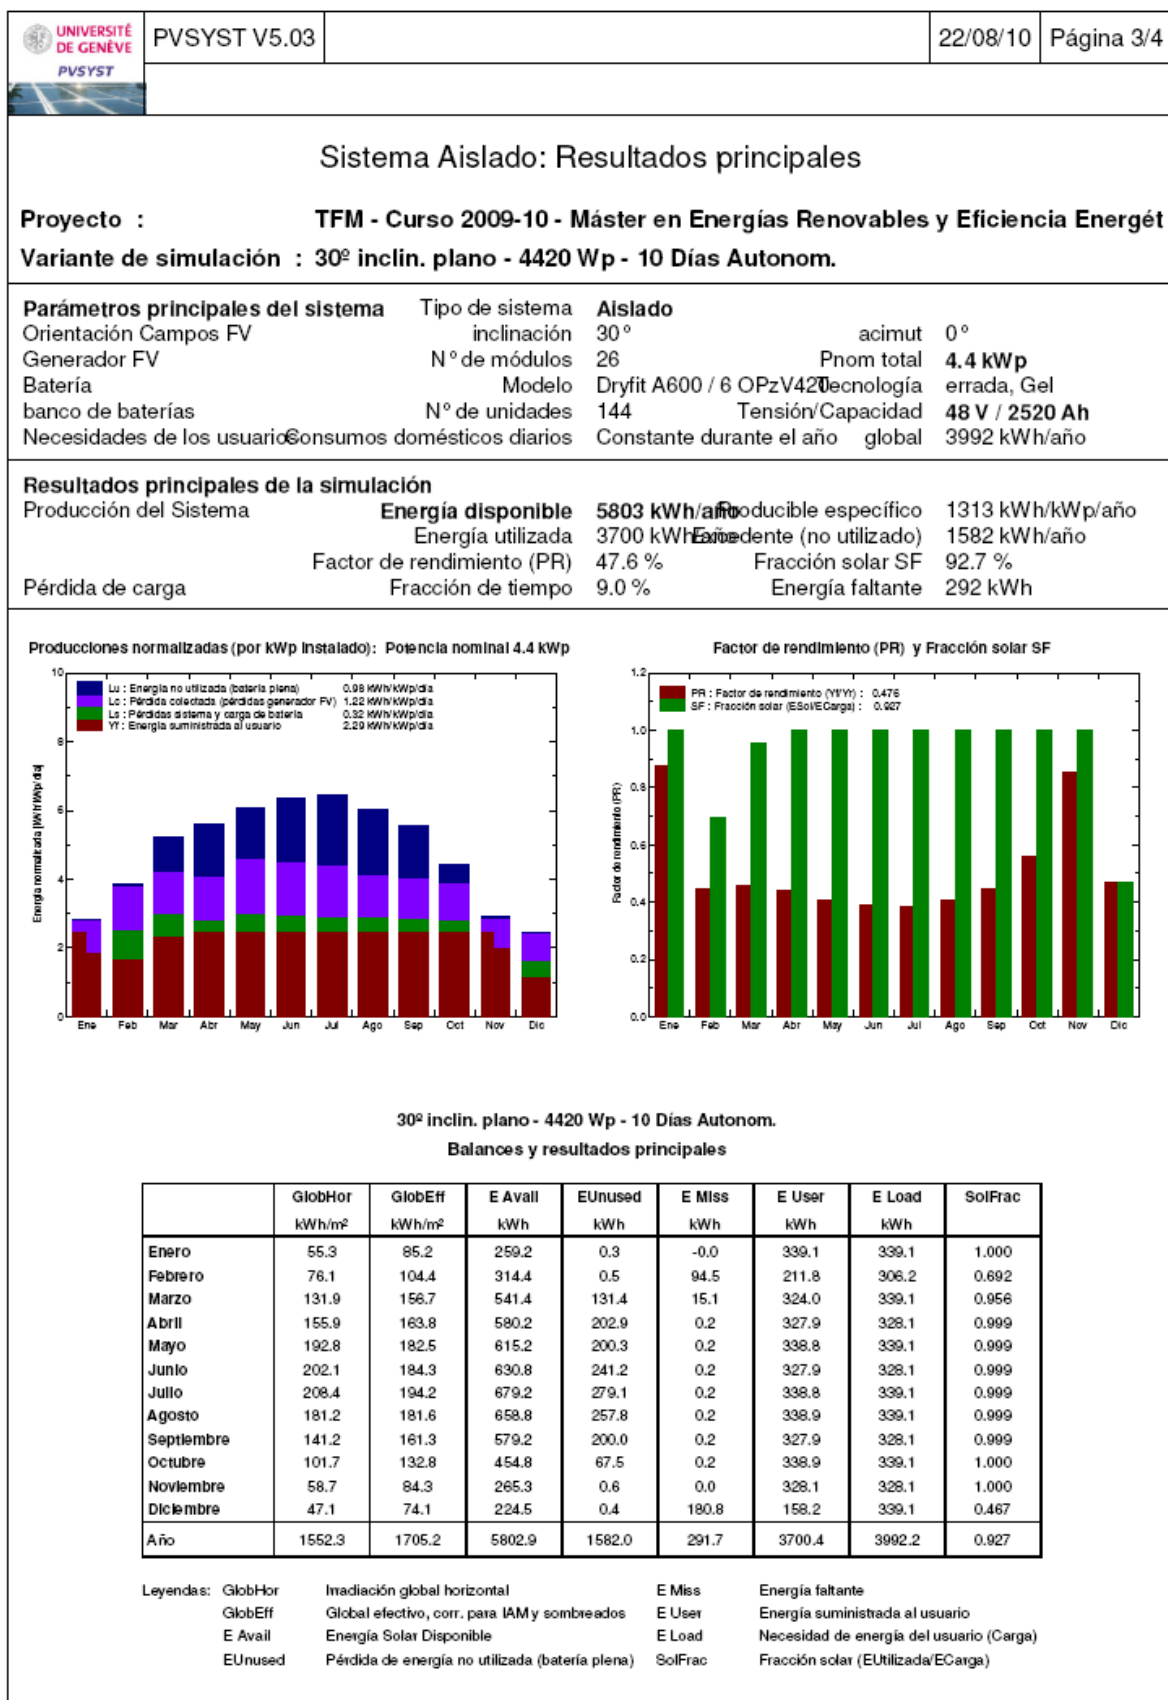 UNIVERSITÉ
DE GENÈVE
PVSYST
PVSYST V5.03
22/08/10
Página 3/4
Sistema Aislado: Resultados principales
Proyecto : TFM - Curso 2009-10 - Máster en Energías Renovables y Eficiencia Energét
Variante de simulación : 30º inclin. plano - 4420 Wp - 10 Días Autonom.
Parámetros principales del sistema Tipo de sistema Aislado
Orientación Campos FV inclinación 30° acimut 0°
Generador FV N° de módulos 26 Pnom total 4.4 kWp
Batería Modelo Dryfit A600 / 6 OPzV420 Tecnología errada, Gel
banco de baterías N° de unidades 144 Tensión/Capacidad 48 V / 2520 Ah
Necesidades de los usuarios Consumos domésticos diarios Constante durante el año global 3992 kWh/año
Resultados principales de la simulación
Producción del Sistema Energía disponible 5803 kWh/año Producible específico 1313 kWh/kWp/año
Energía utilizada 3700 kWh/año Excedente (no utilizado) 1582 kWh/año
Factor de rendimiento (PR) 47.6 % Fracción solar SF 92.7 %
Pérdida de carga Fracción de tiempo 9.0 % Energía faltante 292 kWh
Producciones normalizadas (por kWp instalado): Potencia nominal 4.4 kWp
Lu : Energía no utilizada (batería plena) 0.98 kWh/kWp/día
Lc : Pérdida colectada (pérdidas generador FV) 1.22 kWh/kWp/día
Ls : Pérdidas sistema y carga de batería 0.32 kWh/kWp/día
Yf : Energía suministrada al usuario 2.29 kWh/kWp/día
Energía normalizada [kWh/kWp/día]
10
8
6
4
2
0
Ene Feb Mar Abr May Jun Jul Ago Sep Oct Nov Dic
Factor de rendimiento (PR) y Fracción solar SF
PR : Factor de rendimiento (Yf/Yr) : 0.476
SF : Fracción solar (ESol/ECarga) : 0.927
Factor de rendimiento (PR)
1.2
1.0
0.8
0.6
0.4
0.2
0.0
Ene Feb Mar Abr May Jun Jul Ago Sep Oct Nov Dic
30º inclin. plano - 4420 Wp - 10 Días Autonom.
Balances y resultados principales
GlobHor GlobEff E Avail EUnused E Miss E User E Load SolFrac
kWh/m² kWh/m² kWh kWh kWh kWh kWh
Enero 55.3 85.2 259.2 0.3 -0.0 339.1 339.1 1.000
Febrero 76.1 104.4 314.4 0.5 94.5 211.8 306.2 0.692
Marzo 131.9 156.7 541.4 131.4 15.1 324.0 339.1 0.956
Abril 155.9 163.8 580.2 202.9 0.2 327.9 328.1 0.999
Mayo 192.8 182.5 615.2 200.3 0.2 338.8 339.1 0.999
Junio 202.1 184.3 630.8 241.2 0.2 327.9 328.1 0.999
Julio 208.4 194.2 679.2 279.1 0.2 338.8 339.1 0.999
Agosto 181.2 181.6 658.8 257.8 0.2 338.9 339.1 0.999
Septiembre 141.2 161.3 579.2 200.0 0.2 327.9 328.1 0.999
Octubre 101.7 132.8 454.8 67.5 0.2 338.9 339.1 1.000
Noviembre 58.7 84.3 265.3 0.6 0.0 328.1 328.1 1.000
Diciembre 47.1 74.1 224.5 0.4 180.8 158.2 339.1 0.467
Año 1552.3 1705.2 5802.9 1582.0 291.7 3700.4 3992.2 0.927
Leyendas: GlobHor Irradiación global horizontal E Miss Energía faltante
GlobEff Global efectivo, corr. para IAM y sombreados E User Energía suministrada al usuario
E Avail Energía Solar Disponible E Load Necesidad de energía del usuario (Carga)
EUnused Pérdida de energía no utilizada (batería plena) SolFrac Fracción solar (EUtilizada/ECarga)